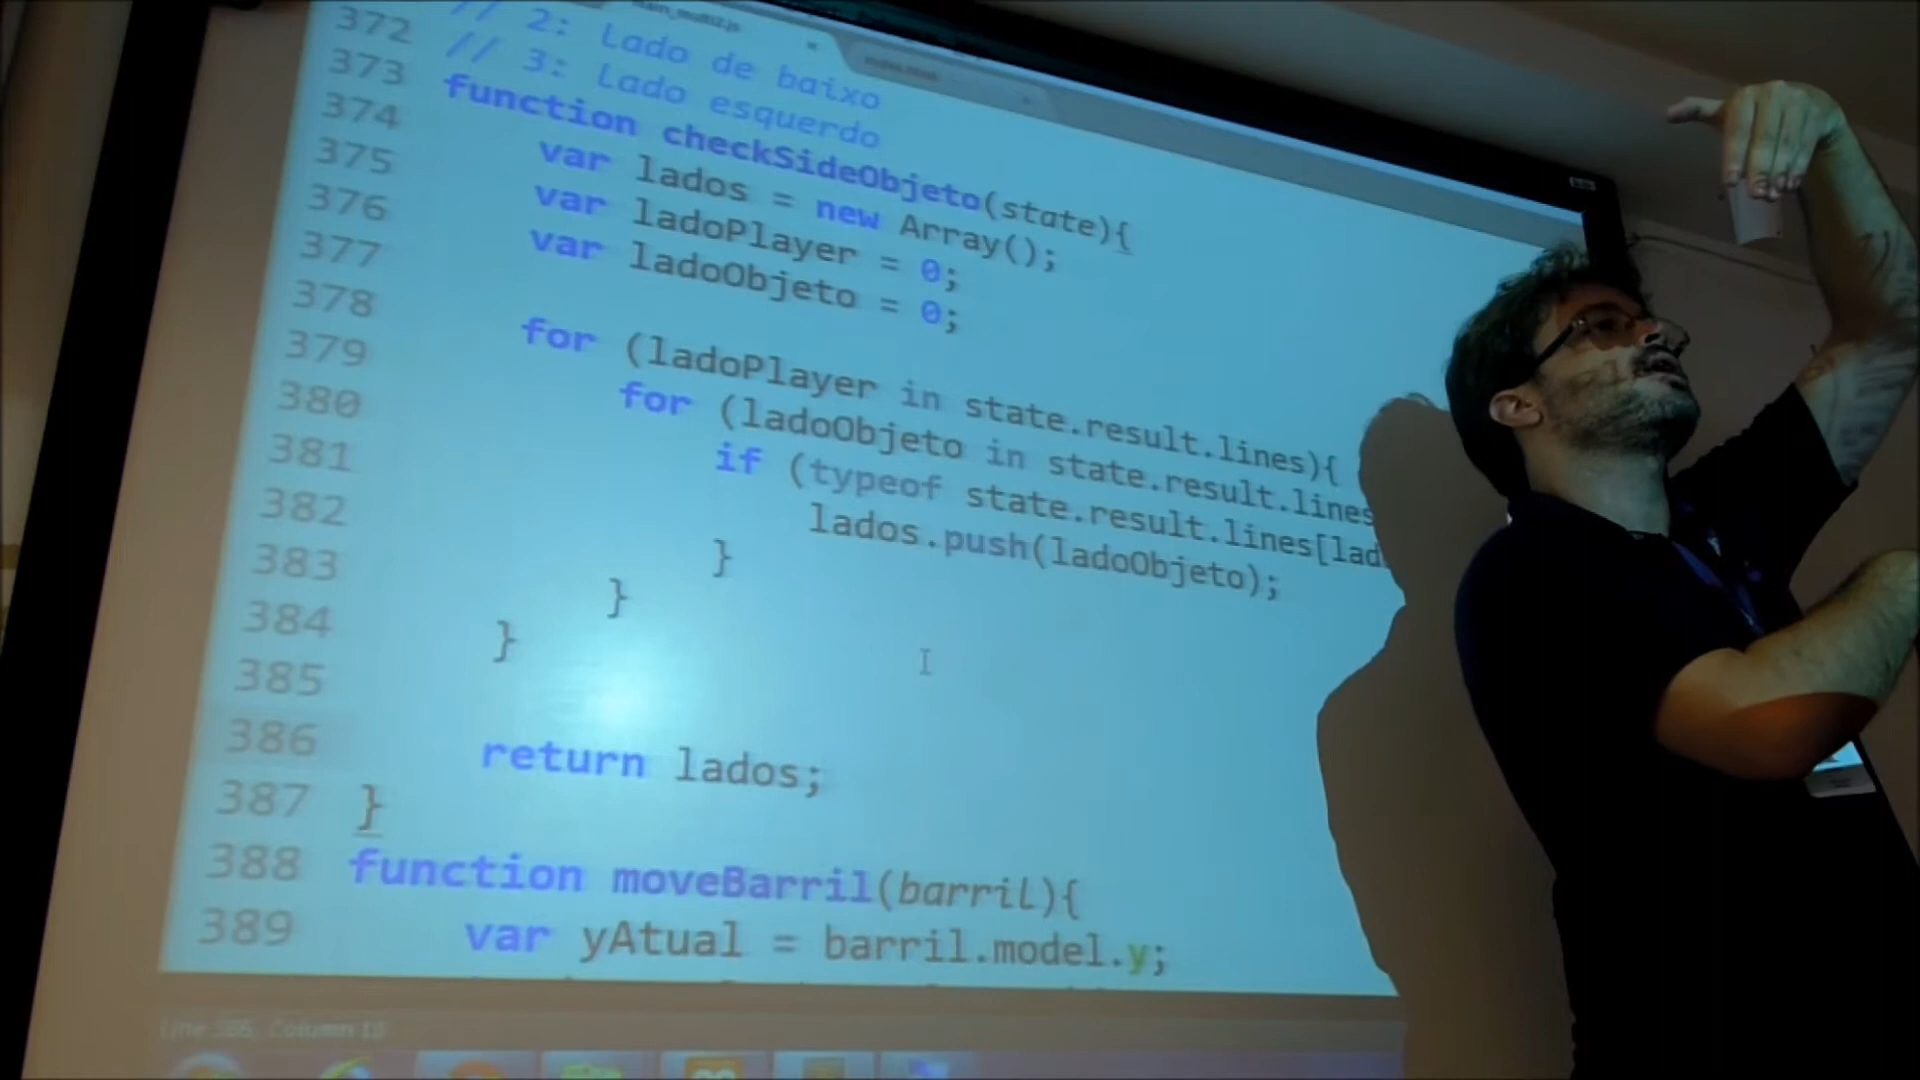 372 // 2: Lado de baixo
373 // 3: Lado esquerdo
374 function checkSideObjeto(state){
375 var lados = new Array();
376 var ladoPlayer = 0;
377 var ladoObjeto = 0;
378
379 for (ladoPlayer in state.result.lines){
380 for (ladoObjeto in state.result.lines
381 if (typeof state.result.lines[lad
382 lados.push(ladoObjeto);
383 }
384 }
385 }
386 return lados;
387 }
388 function moveBarril(barril){
389 var yAtual = barril.model.y;